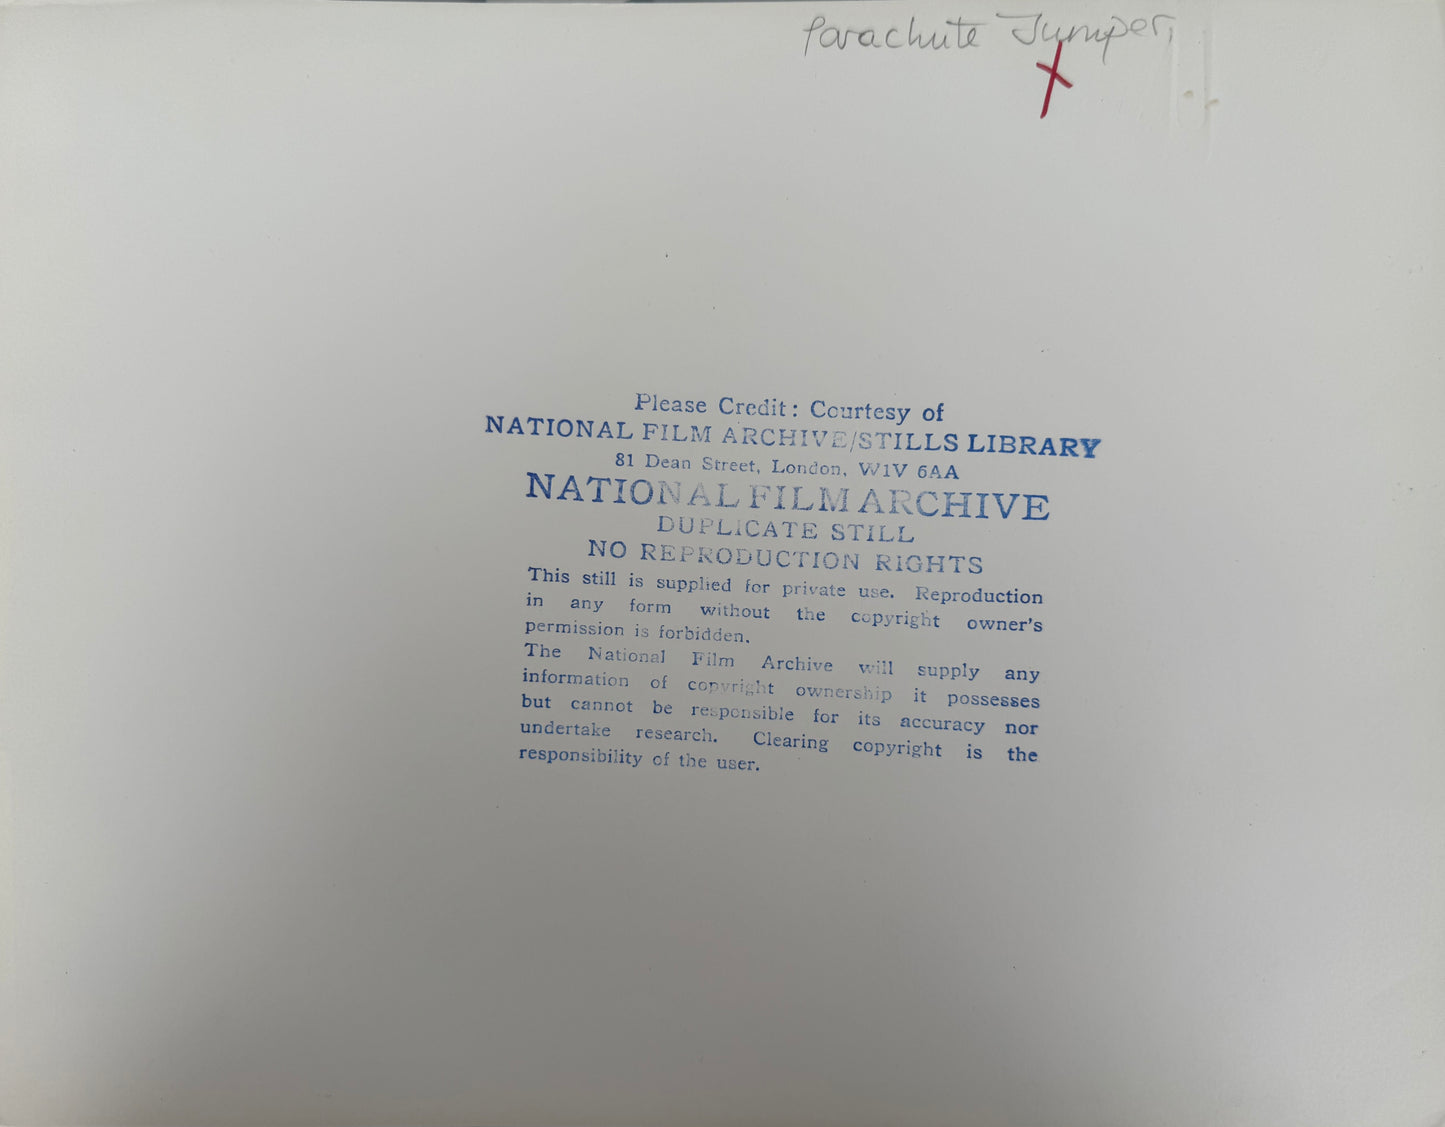 Parachute Jumper,
Please Credit: Courtesy of
NATIONAL FILM ARCHIVE/STILLS LIBRARY
81 Dean Street, London, W1V 6AA
NATIONAL FILM ARCHIVE
DUPLICATE STILL
NO REPRODUCTION RIGHTS
This still is supplied for private use. Reproduction
in any form without the copyright owner's
permission is forbidden.
The National Film Archive will supply any
information of copyright ownership it possesses
but cannot be responsible for its accuracy nor
undertake research. Clearing copyright is the
responsibility of the user.